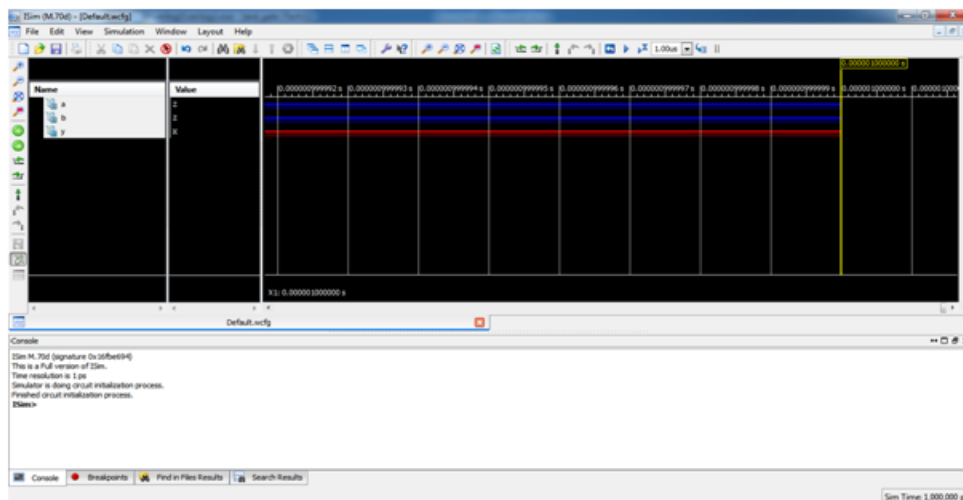 ISim (M.70d) - [Default.wcfg]
File Edit View Simulation Window Layout Help
1.00us
0.000001000000 s
Name Value
0.000000999992 s 0.000000999993 s 0.000000999994 s 0.000000999995 s 0.000000999996 s 0.000000999997 s 0.000000999998 s 0.000000999999 s 0.000001000000 s
a Z
b Z
y X
X1: 0.000001000000 s
Default.wcfg
Console
ISim M.70d (signature 0x16fbe694)
This is a Full version of ISim.
Time resolution is 1 ps
Simulator is doing circuit initialization process.
Finished circuit initialization process.
ISim>
Console Breakpoints Find in Files Results Search Results
Sim Time: 1,000,000 p